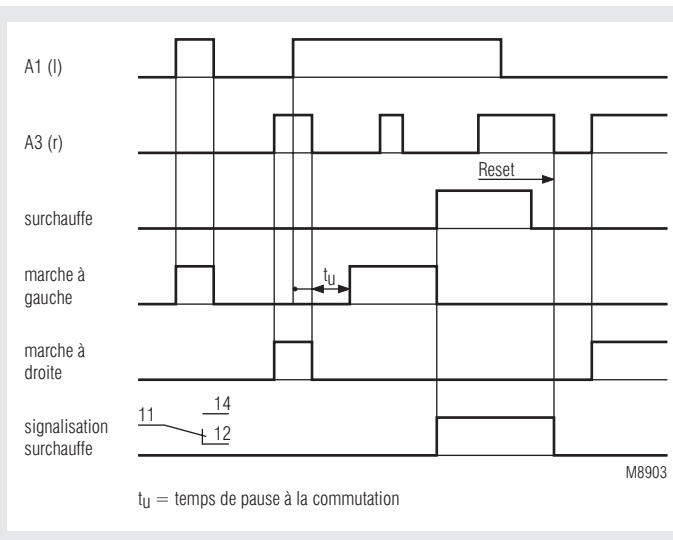 A1 (l)
A3 (r)
Reset
surchauffe
marche à
gauche
tu
marche à
droite
14
11
12
signalisation
surchauffe
M8903
tu = temps de pause à la commutation